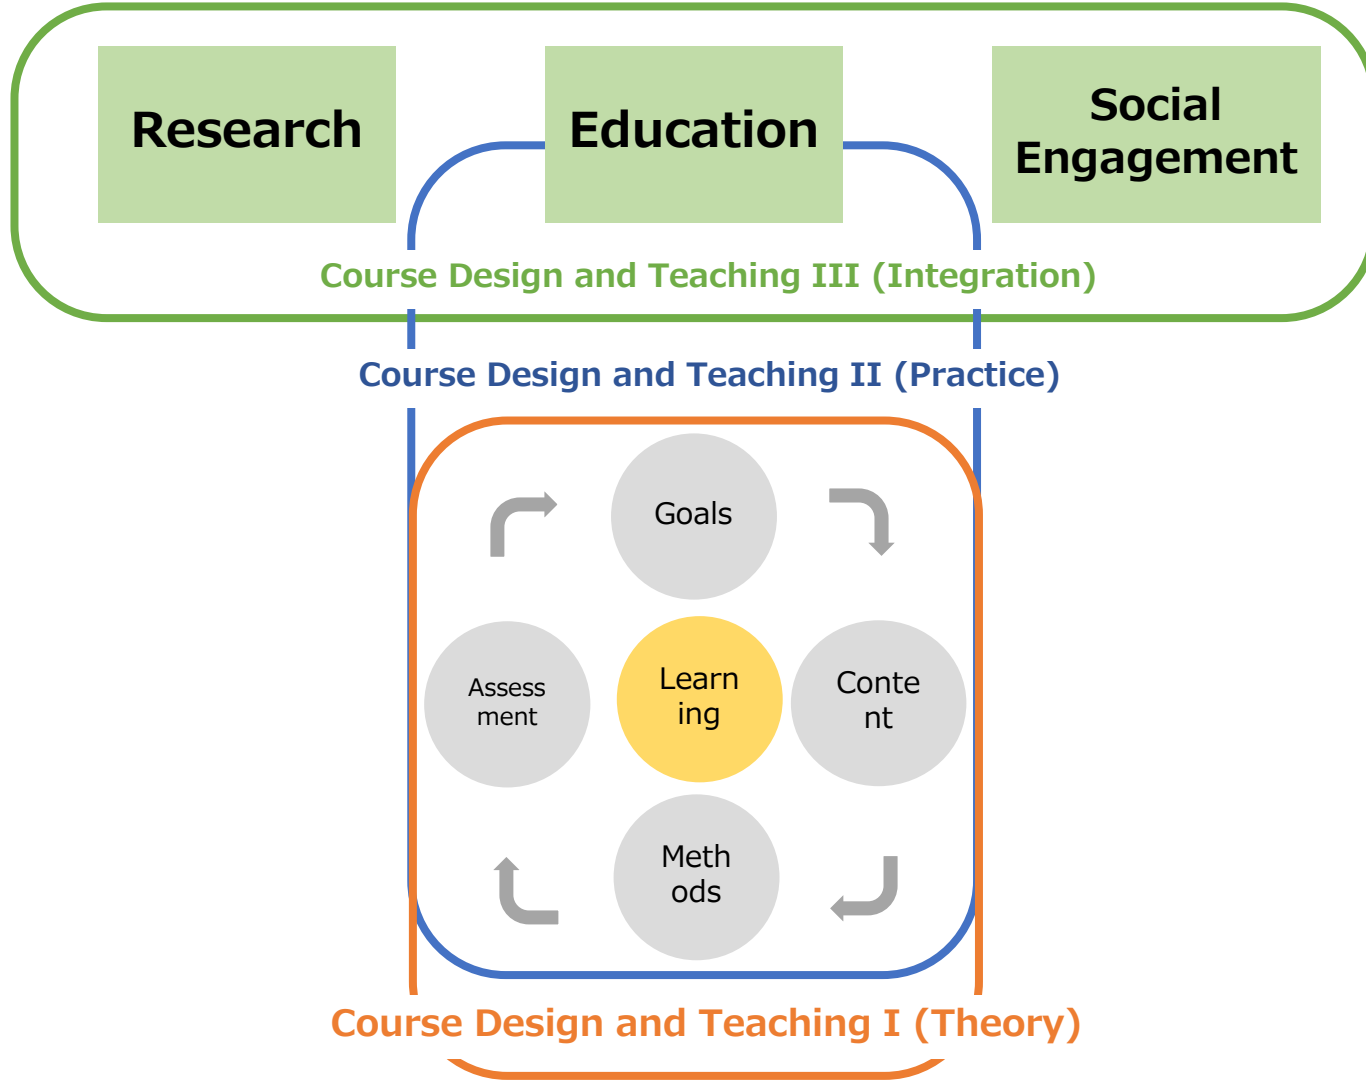 Research
Education
Social
Engagement
Course Design and Teaching III (Integration)
Course Design and Teaching II (Practice)
Goals
Assess
ment
Learn
ing
Conte
nt
Meth
ods
Course Design and Teaching I (Theory)